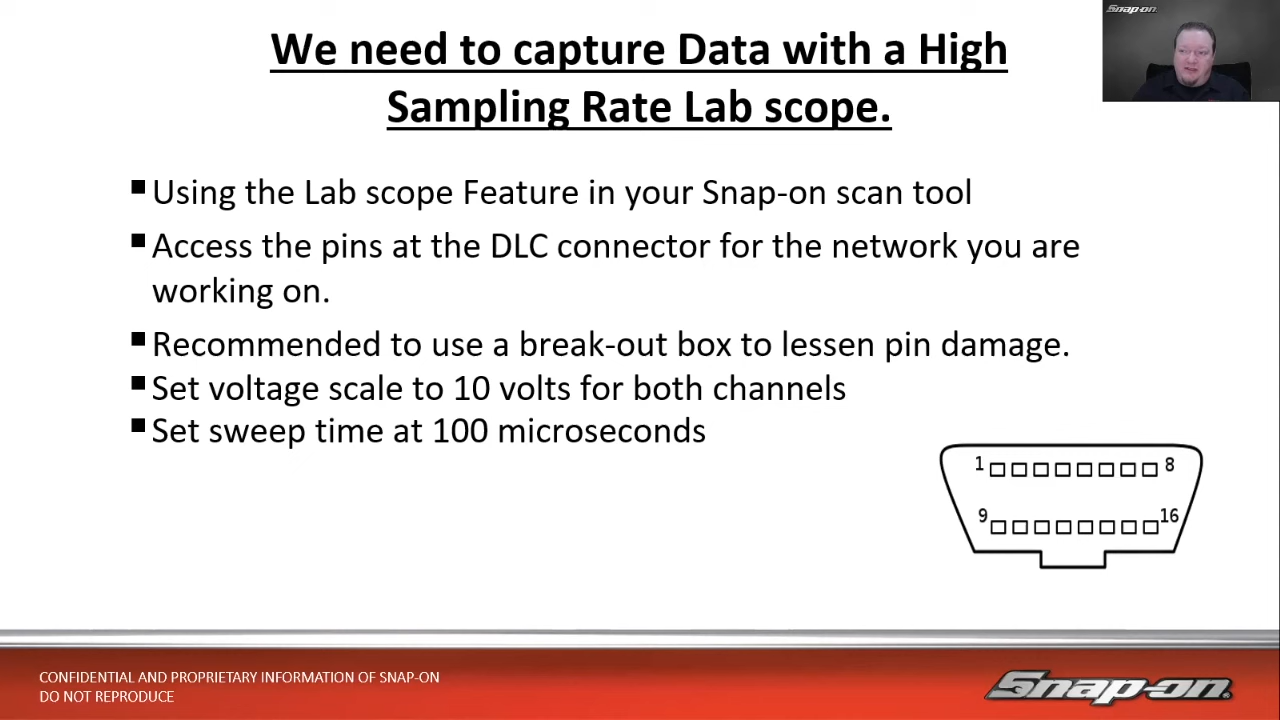 Snap-on
We need to capture Data with a High
Sampling Rate Lab scope.
Using the Lab scope Feature in your Snap-on scan tool
Access the pins at the DLC connector for the network you are
working on.
Recommended to use a break-out box to lessen pin damage.
Set voltage scale to 10 volts for both channels
Set sweep time at 100 microseconds
1 8
9 16
CONFIDENTIAL AND PROPRIETARY INFORMATION OF SNAP-ON
DO NOT REPRODUCE
Snap-on